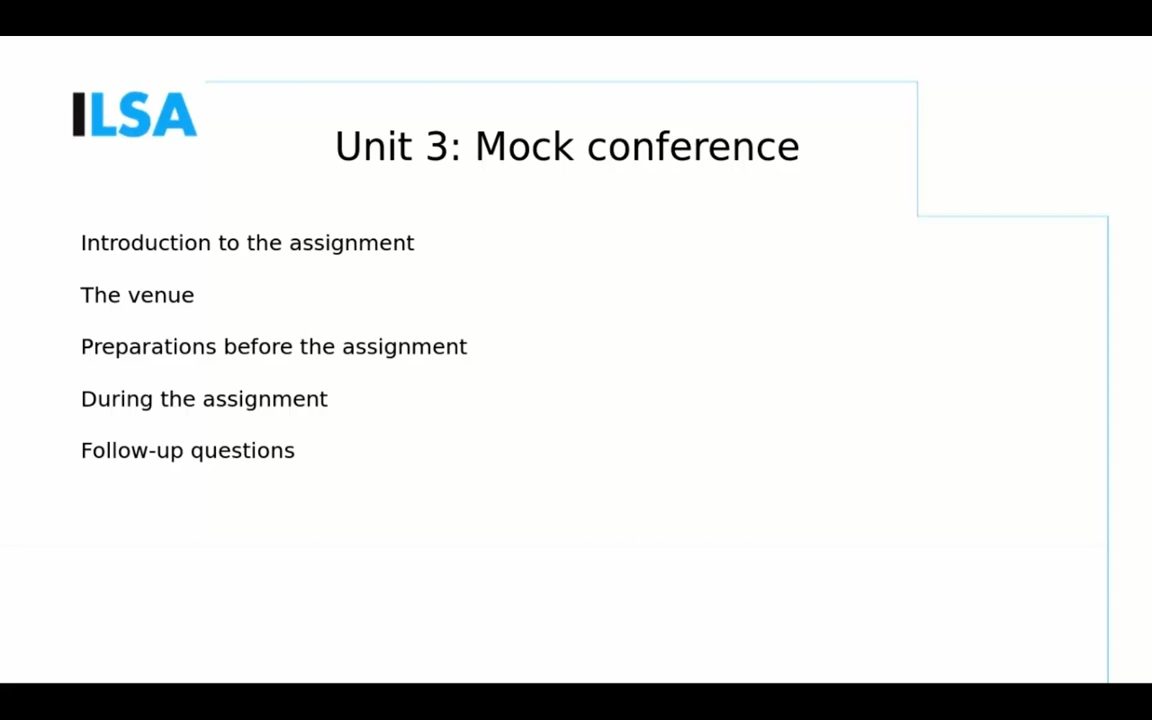 ILSA
Unit 3: Mock conference
Introduction to the assignment
The venue
Preparations before the assignment
During the assignment
Follow-up questions